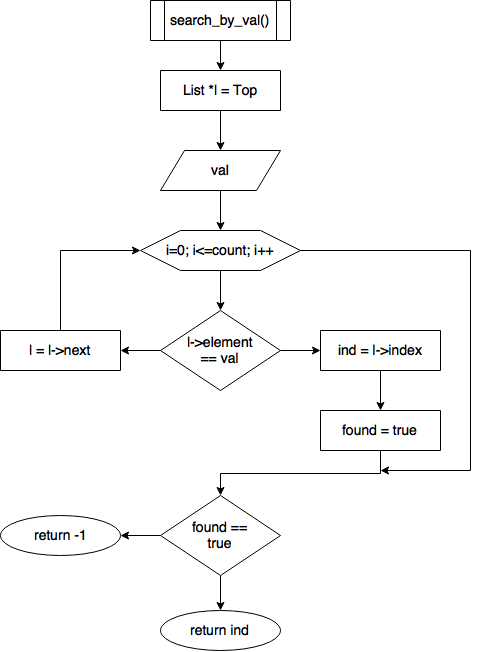 search_by_val()
List *l = Top
val
i=0; i<=count; i++
l->element
== val
l = l->next
ind = l->index
found = true
found ==
true
return -1
return ind